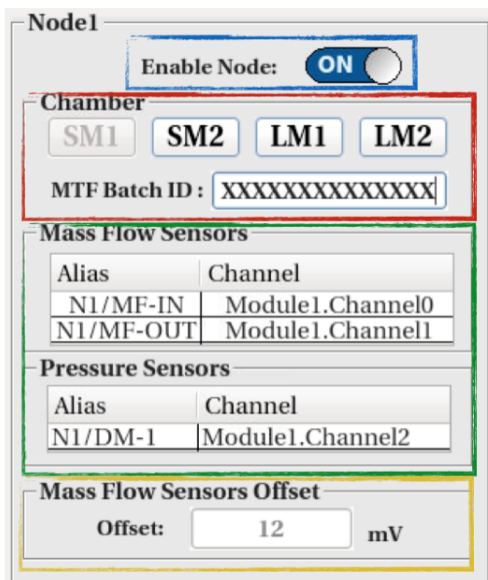 Node1
Enable Node: ON
Chamber
SM1 SM2 LM1 LM2
MTF Batch ID : XXXXXXXXXXXXXX
Mass Flow Sensors
Alias Channel
N1/MF-IN Module1.Channel0
N1/MF-OUT Module1.Channel1
Pressure Sensors
Alias Channel
N1/DM-1 Module1.Channel2
Mass Flow Sensors Offset
Offset: 12 mV